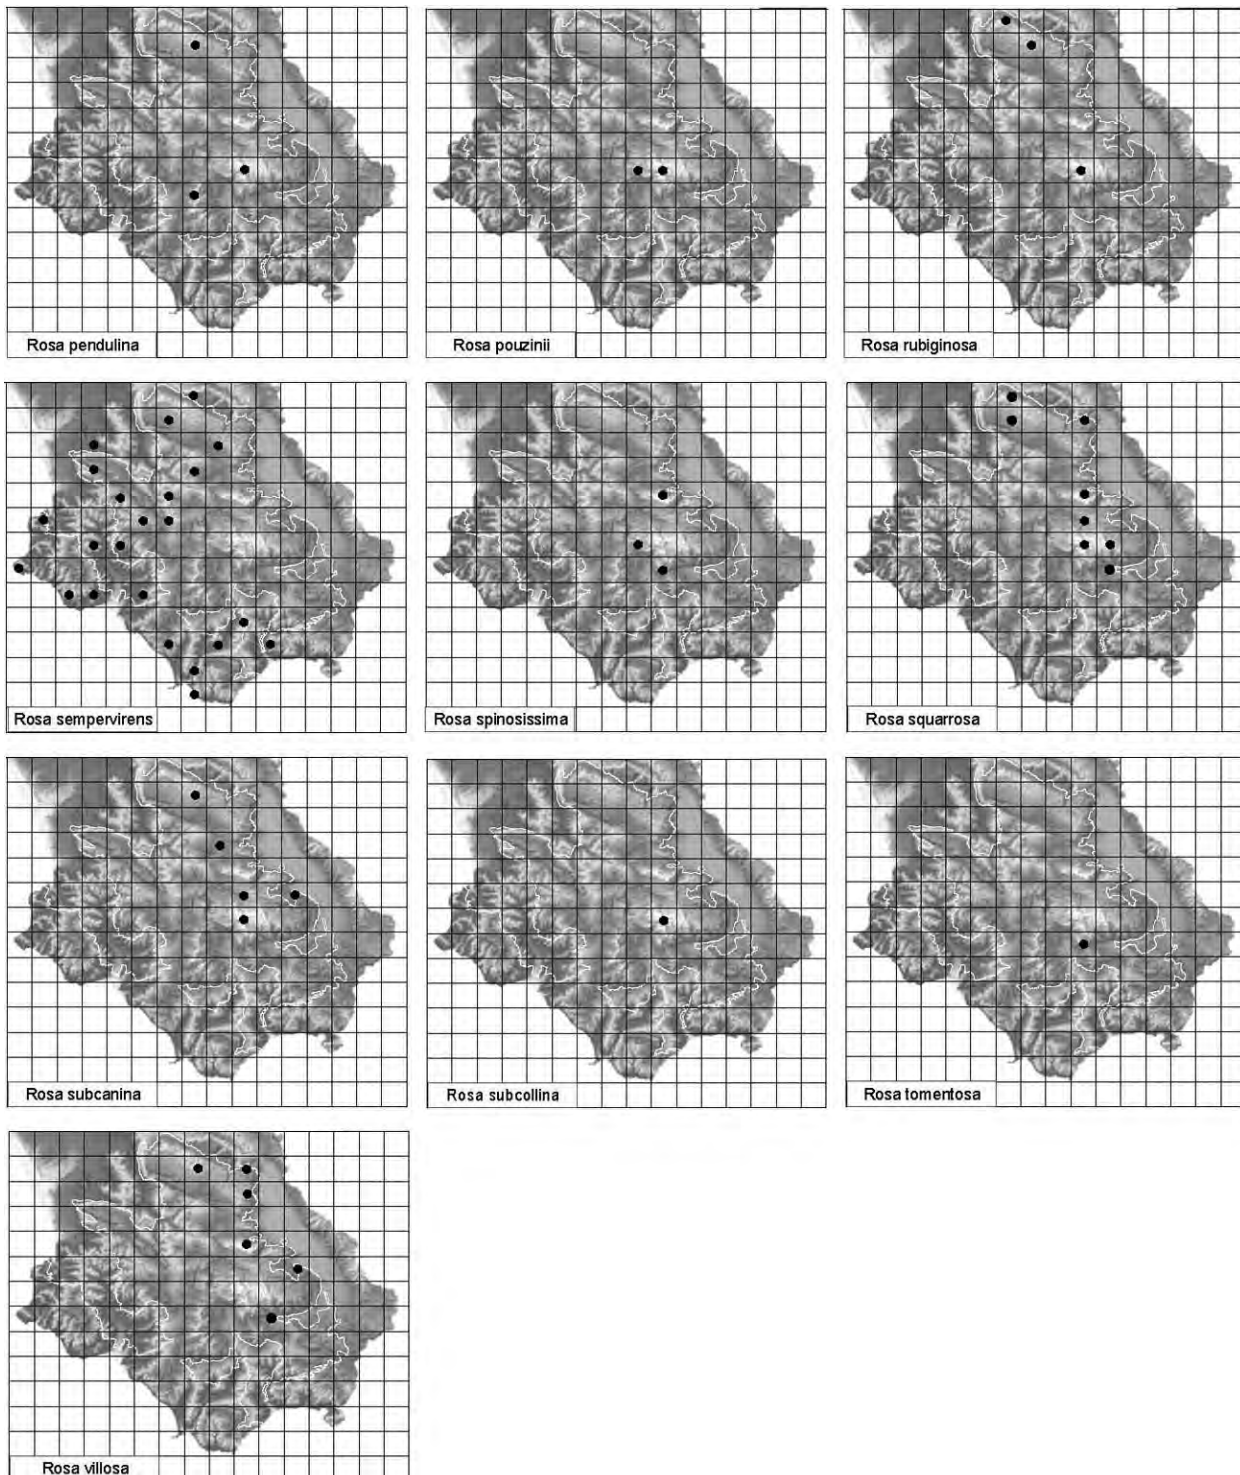 Rosa pendulina
Rosa pouzinii
Rosa rubiginosa
Rosa sempervirens
Rosa spinosissima
Rosa squarrosa
Rosa subcanina
Rosa subcollina
Rosa tomentosa
Rosa villosa